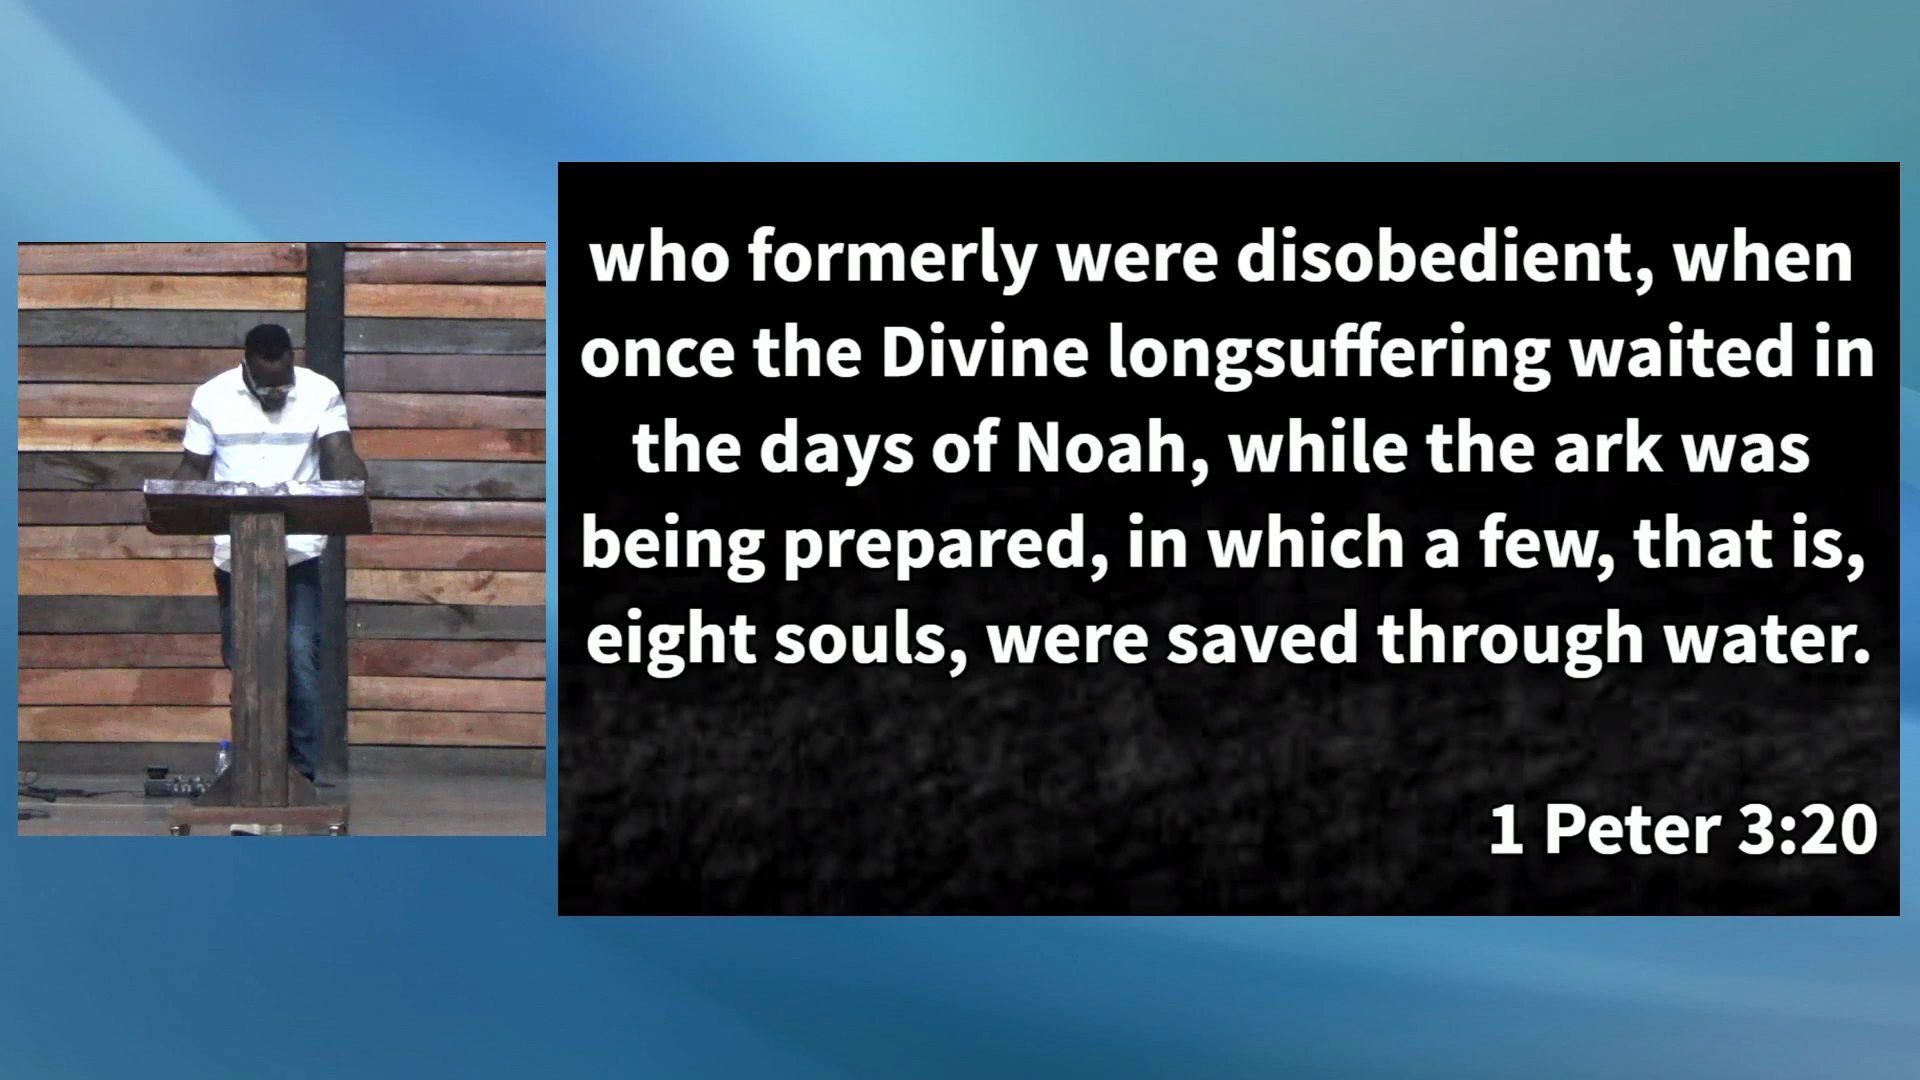 who formerly were disobedient, when
once the Divine longsuffering waited in
the days of Noah, while the ark was
being prepared, in which a few, that is,
eight souls, were saved through water.
1 Peter 3:20